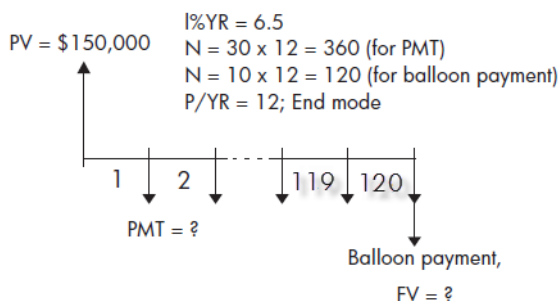 I%YR = 6.5
PV = $150,000
N = 30 x 12 = 360 (for PMT)
N = 10 x 12 = 120 (for balloon payment)
P/YR = 12; End mode
1 2 119 120
PMT = ?
Balloon payment,
FV = ?